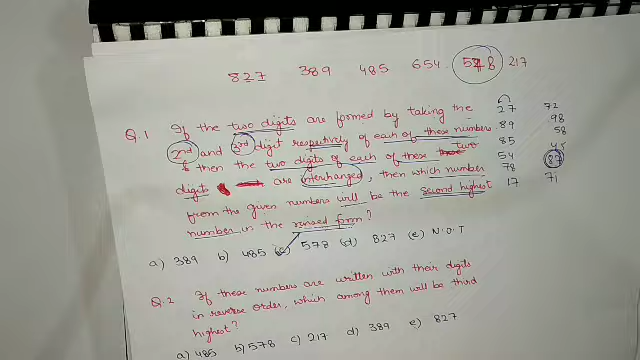 827 389 485 654 578 217
Q.1 If the two digits are formed by taking the
2nd and 3rd digit respectively of each of these numbers
& then the two digits of each of these two
digits are interchanged, then which number
from the given numbers will be the second highest
number in the rinsed form?
a) 389 b) 485 (c) 578 (d) 827 (e) N.O.T
27 72
89 98
85 58
54 45
78 87
17 71
Q.2 If these numbers are written with their digits
in reverse order, which among them will be third
highest?
a) 485 b) 578 c) 217 d) 389 e) 827